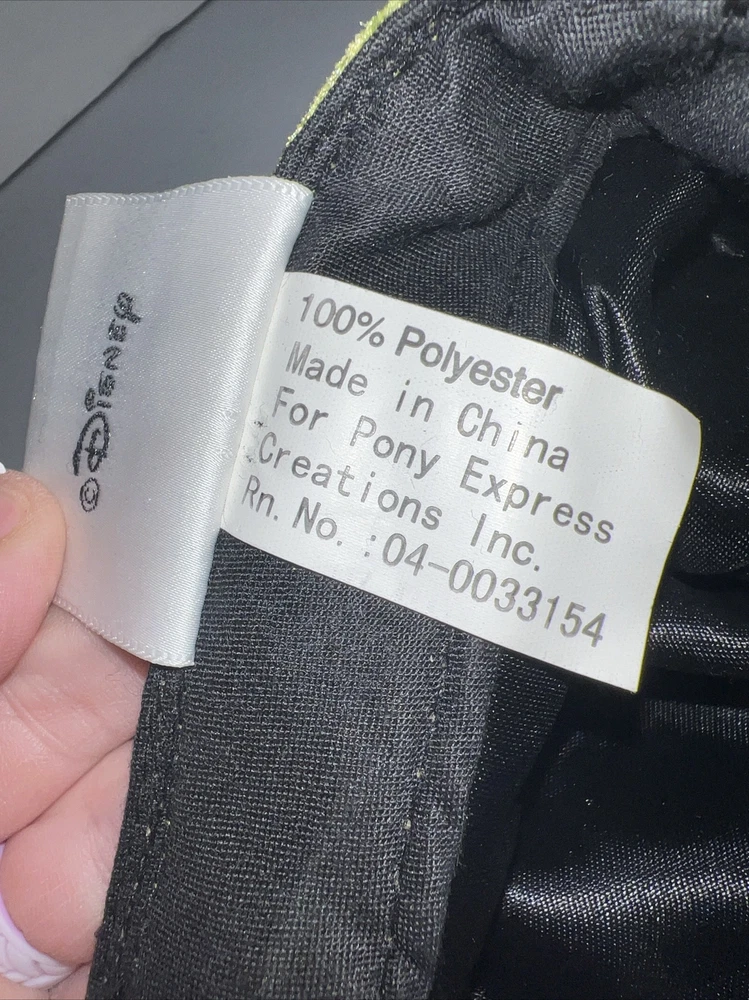 © Disney
100% Polyester
Made in China
For Pony Express
Creations Inc.
Rn. No. :04-0033154